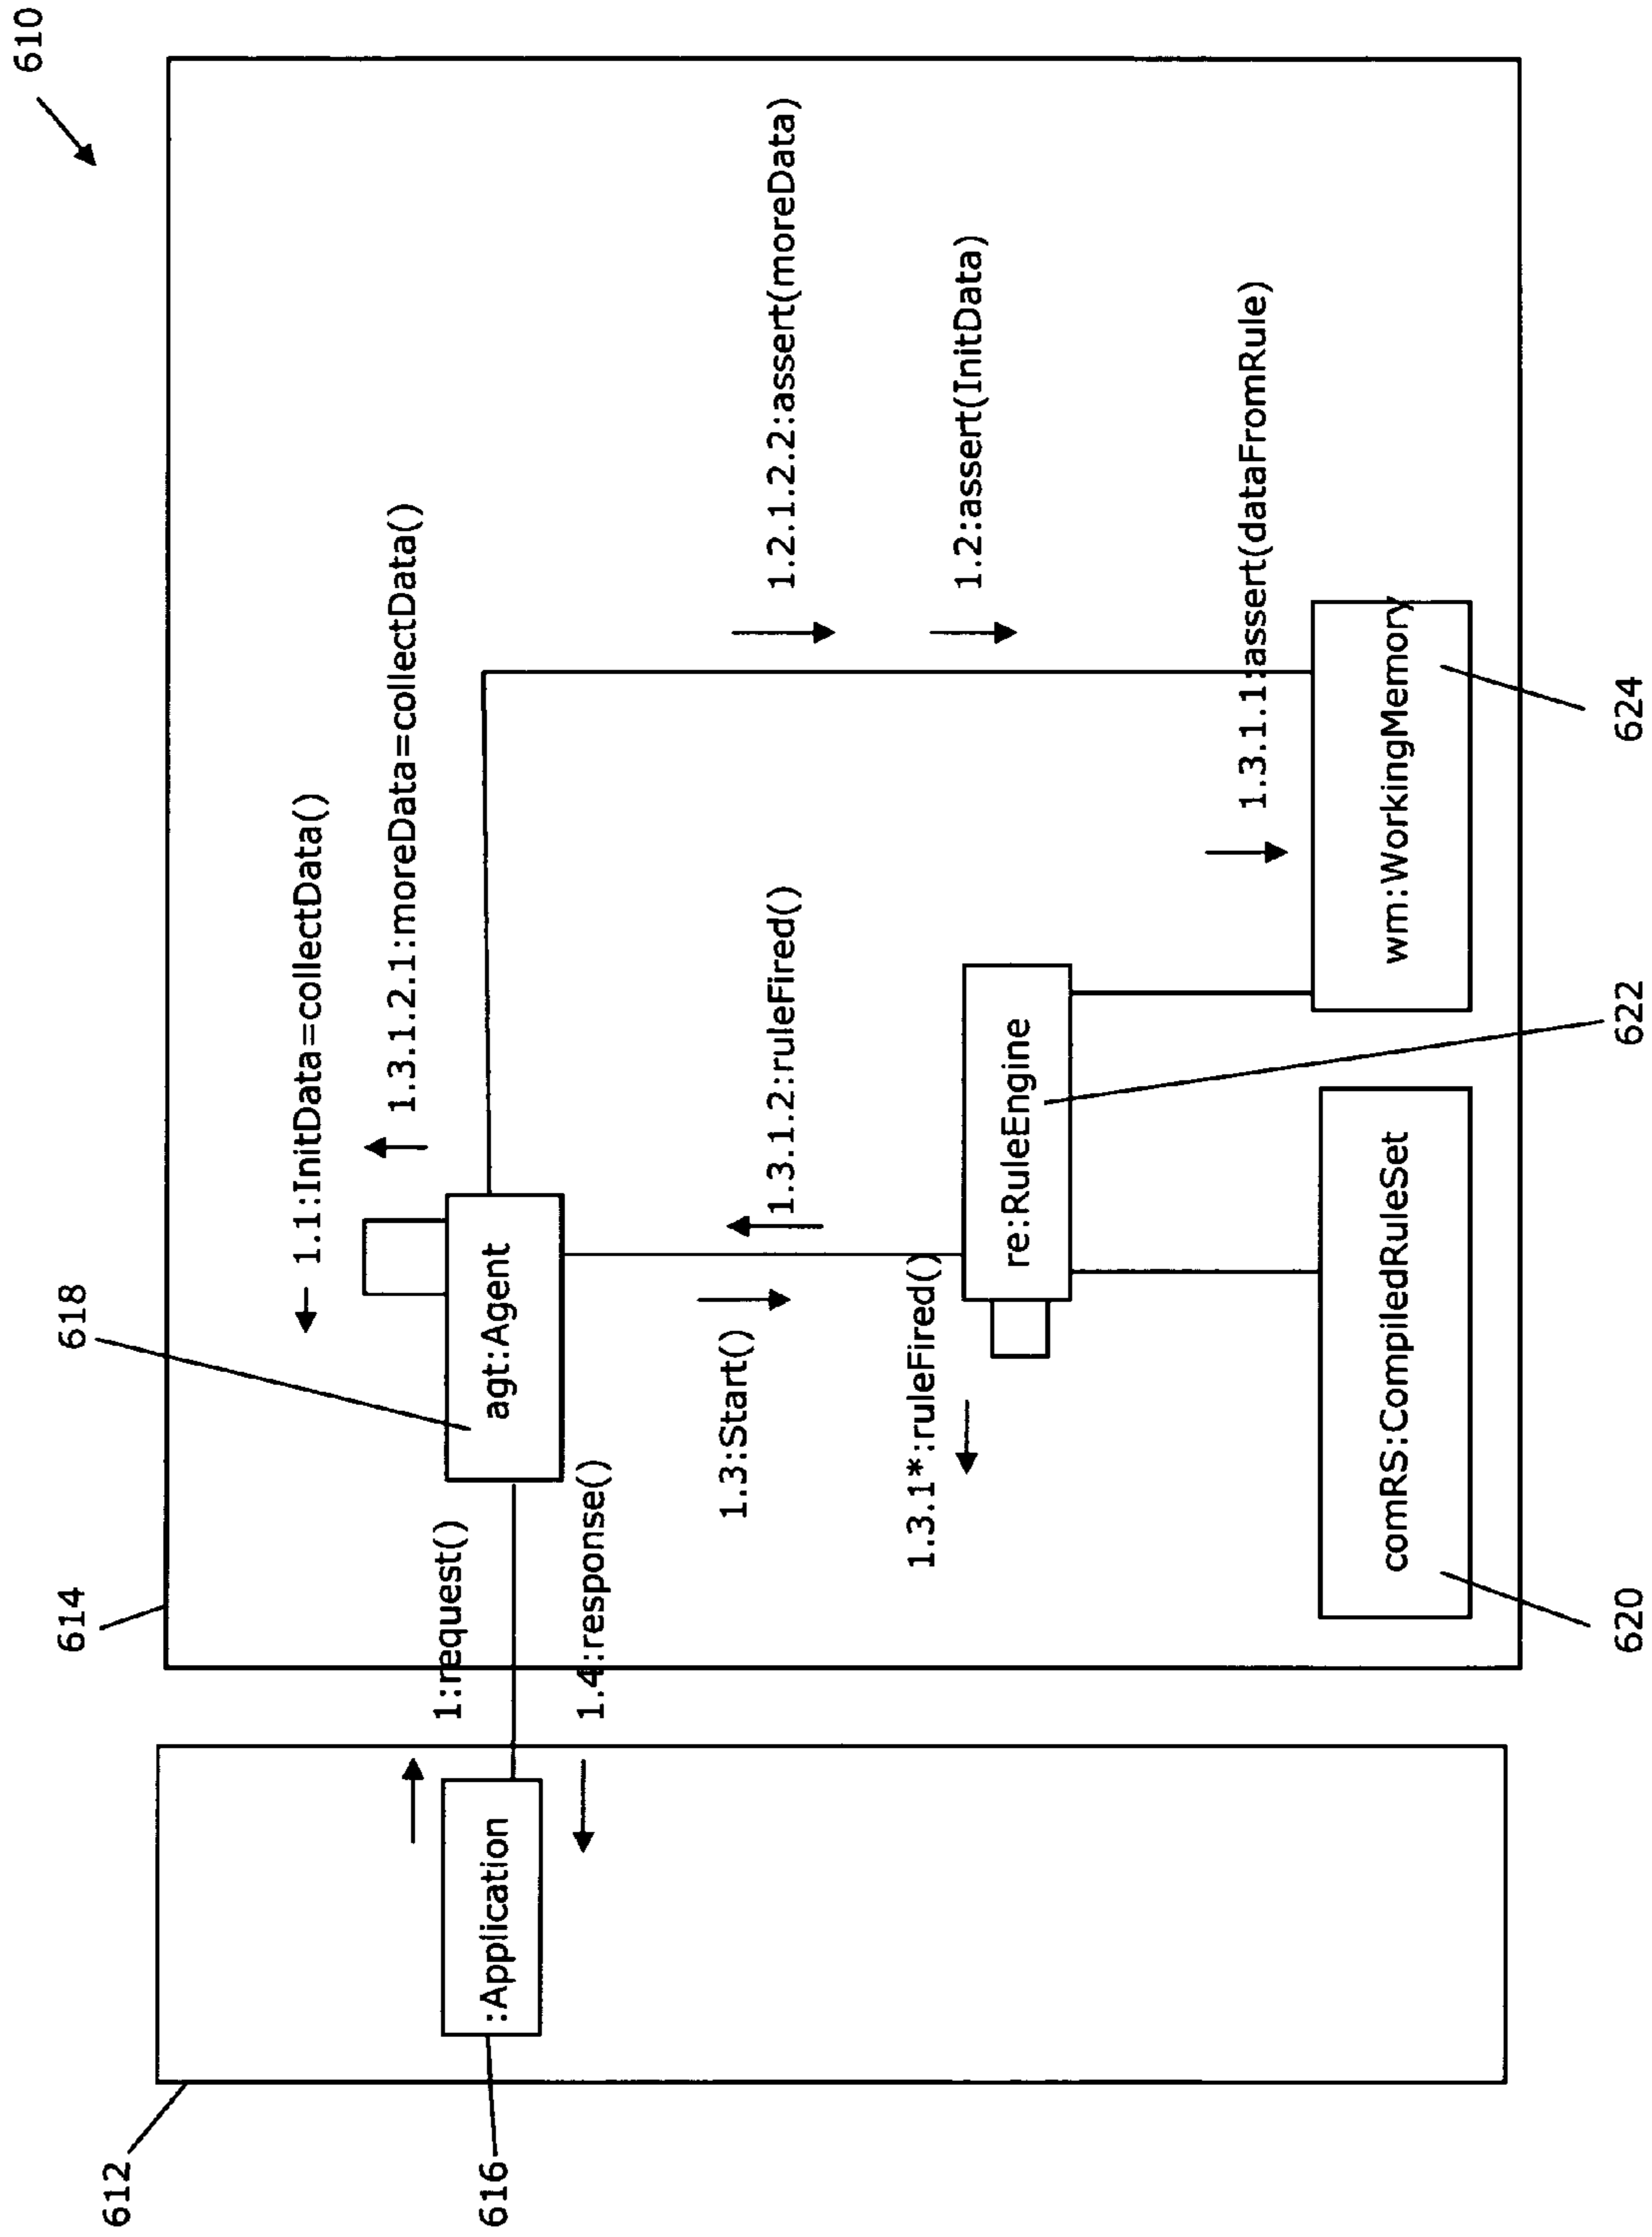 610
1.1:InitData=collectData()
1.3.1.2.1:moreData=collectData()
618
614
612
agt:Agent
1:request()
1.4:response()
:Application
616
1.2.1.2.2:assert(moreData)
1.3.1.2:ruleFired()
1.3:Start()
1.2:assert(InitData)
1.3.1*:ruleFired()
re:RuleEngine
1.3.1.1:assert(dataFromRule)
wm:WorkingMemory
comRS:CompiledRuleSet
620
622
624